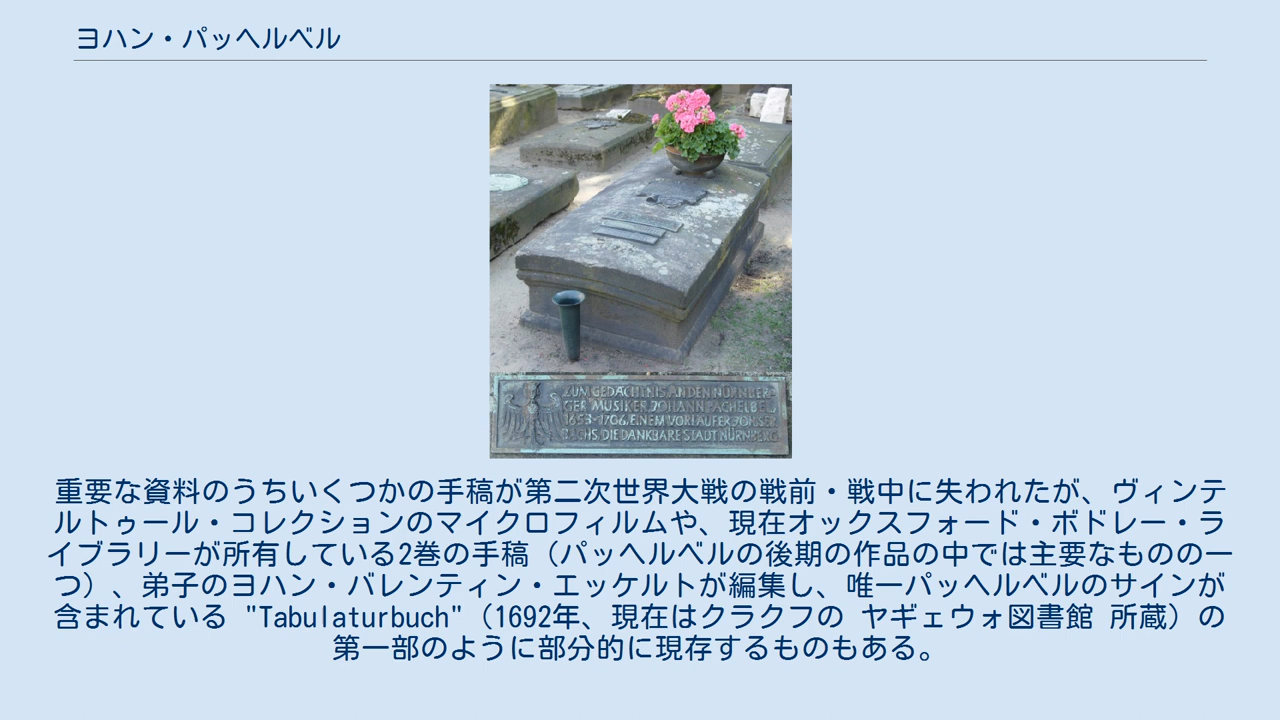 ヨハン・パッヘルベル
ZUM GEDÄCHTNIS AN DEN NÜRNBER
GER MUSIKER JOHANN PACHELBEL
1653-1706, EINEM VORLÄUFER JOH. SEB.
BACHS, DIE DANKBARE STADT NÜRNBERG
重要な資料のうちいくつかの手稿が第二次世界大戦の戦前・戦中に失われたが、ヴィンテ
ルトゥール・コレクションのマイクロフィルムや、現在オックスフォード・ボドレー・ラ
イブラリーが所有している2巻の手稿（パッヘルベルの後期の作品の中では主要なものの一
つ）、弟子のヨハン・バレンティン・エッケルトが編集し、唯一パッヘルベルのサインが
含まれている "Tabulaturbuch"（1692年、現在はクラクフの ヤギェウォ図書館 所蔵）の
第一部のように部分的に現存するものもある。